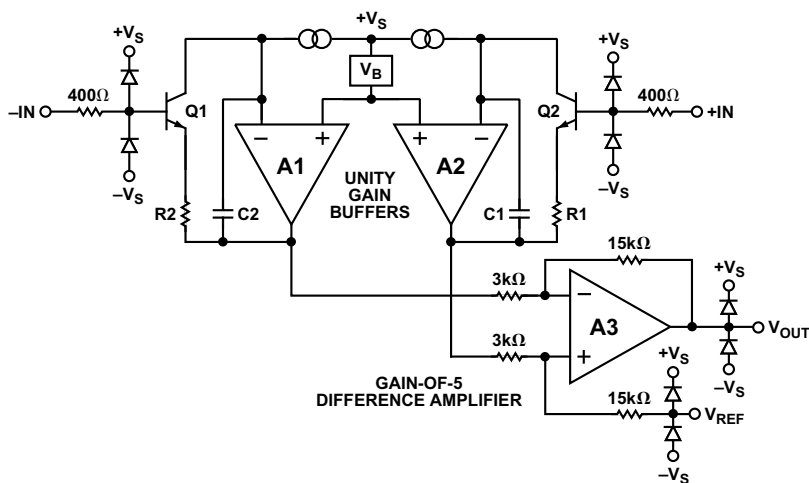 +VS
+VS
+VS
400Ω
VB
400Ω
–IN
Q1
Q2
+IN
–VS
–VS
A1
A2
R2
C2
UNITY
GAIN
BUFFERS
C1
R1
15kΩ
3kΩ
+VS
A3
VOUT
3kΩ
+VS
–VS
GAIN-OF-5
DIFFERENCE AMPLIFIER
15kΩ
VREF
–VS